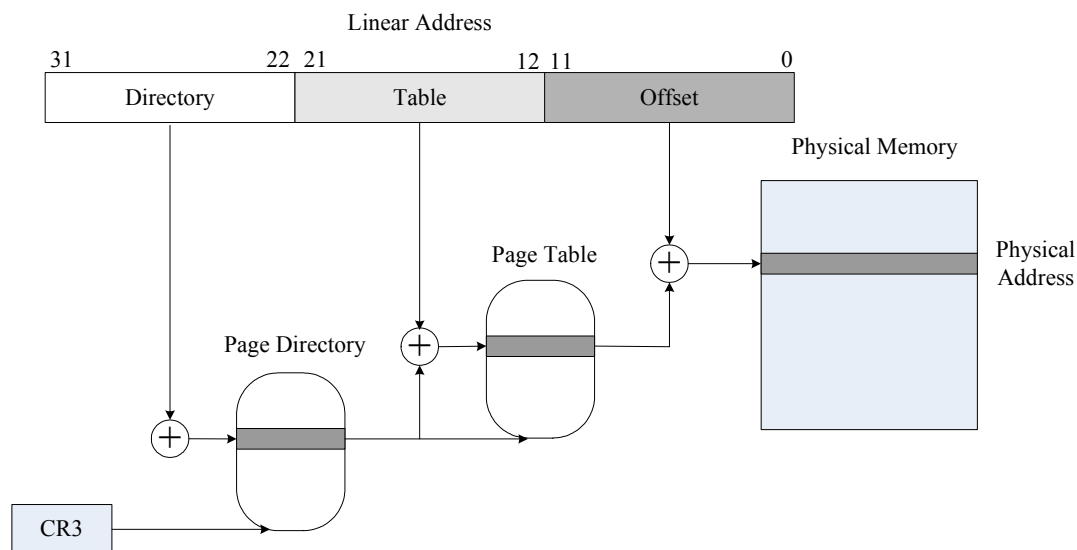 Linear Address
31 22 21 12 11 0
Directory Table Offset
Physical Memory
Page Table
Physical
Address
Page Directory
CR3